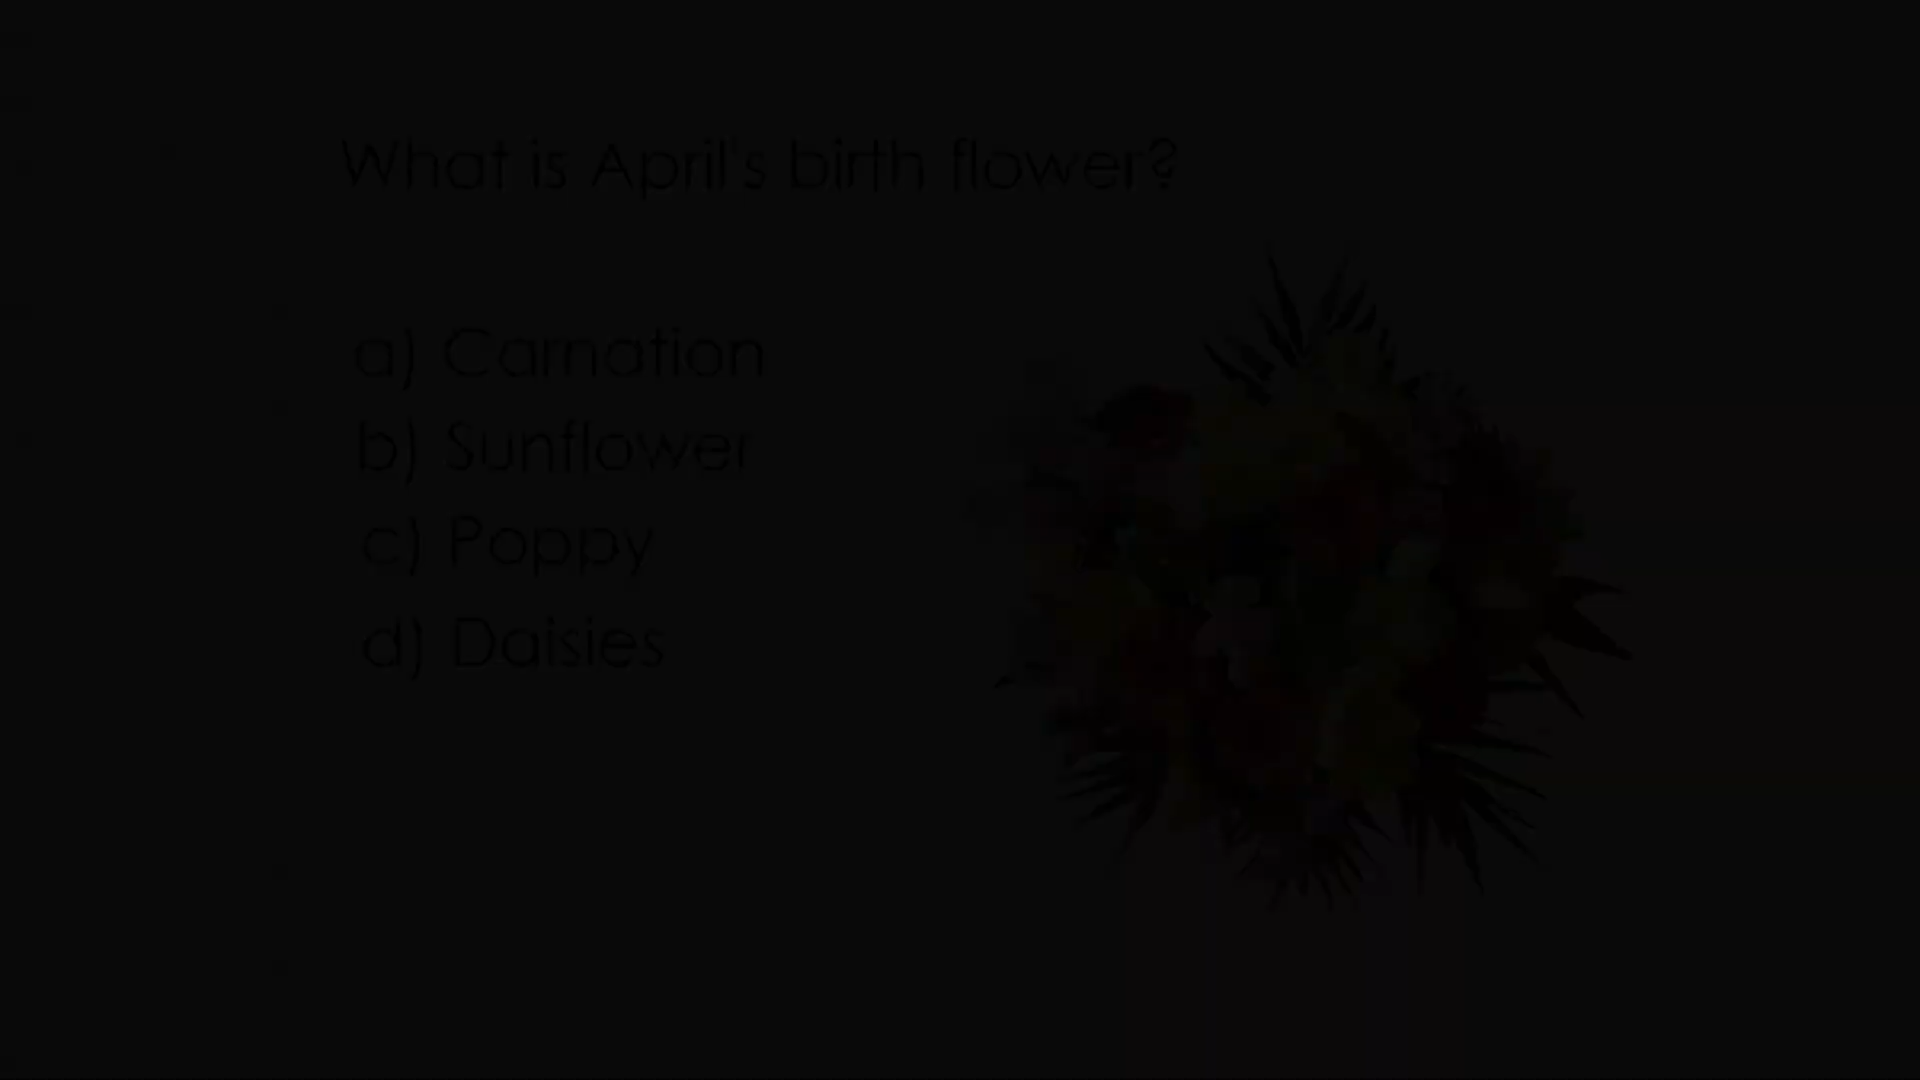 What is April's birth flower?
a) Carnation
b) Sunflower
c) Poppy
d) Daisies